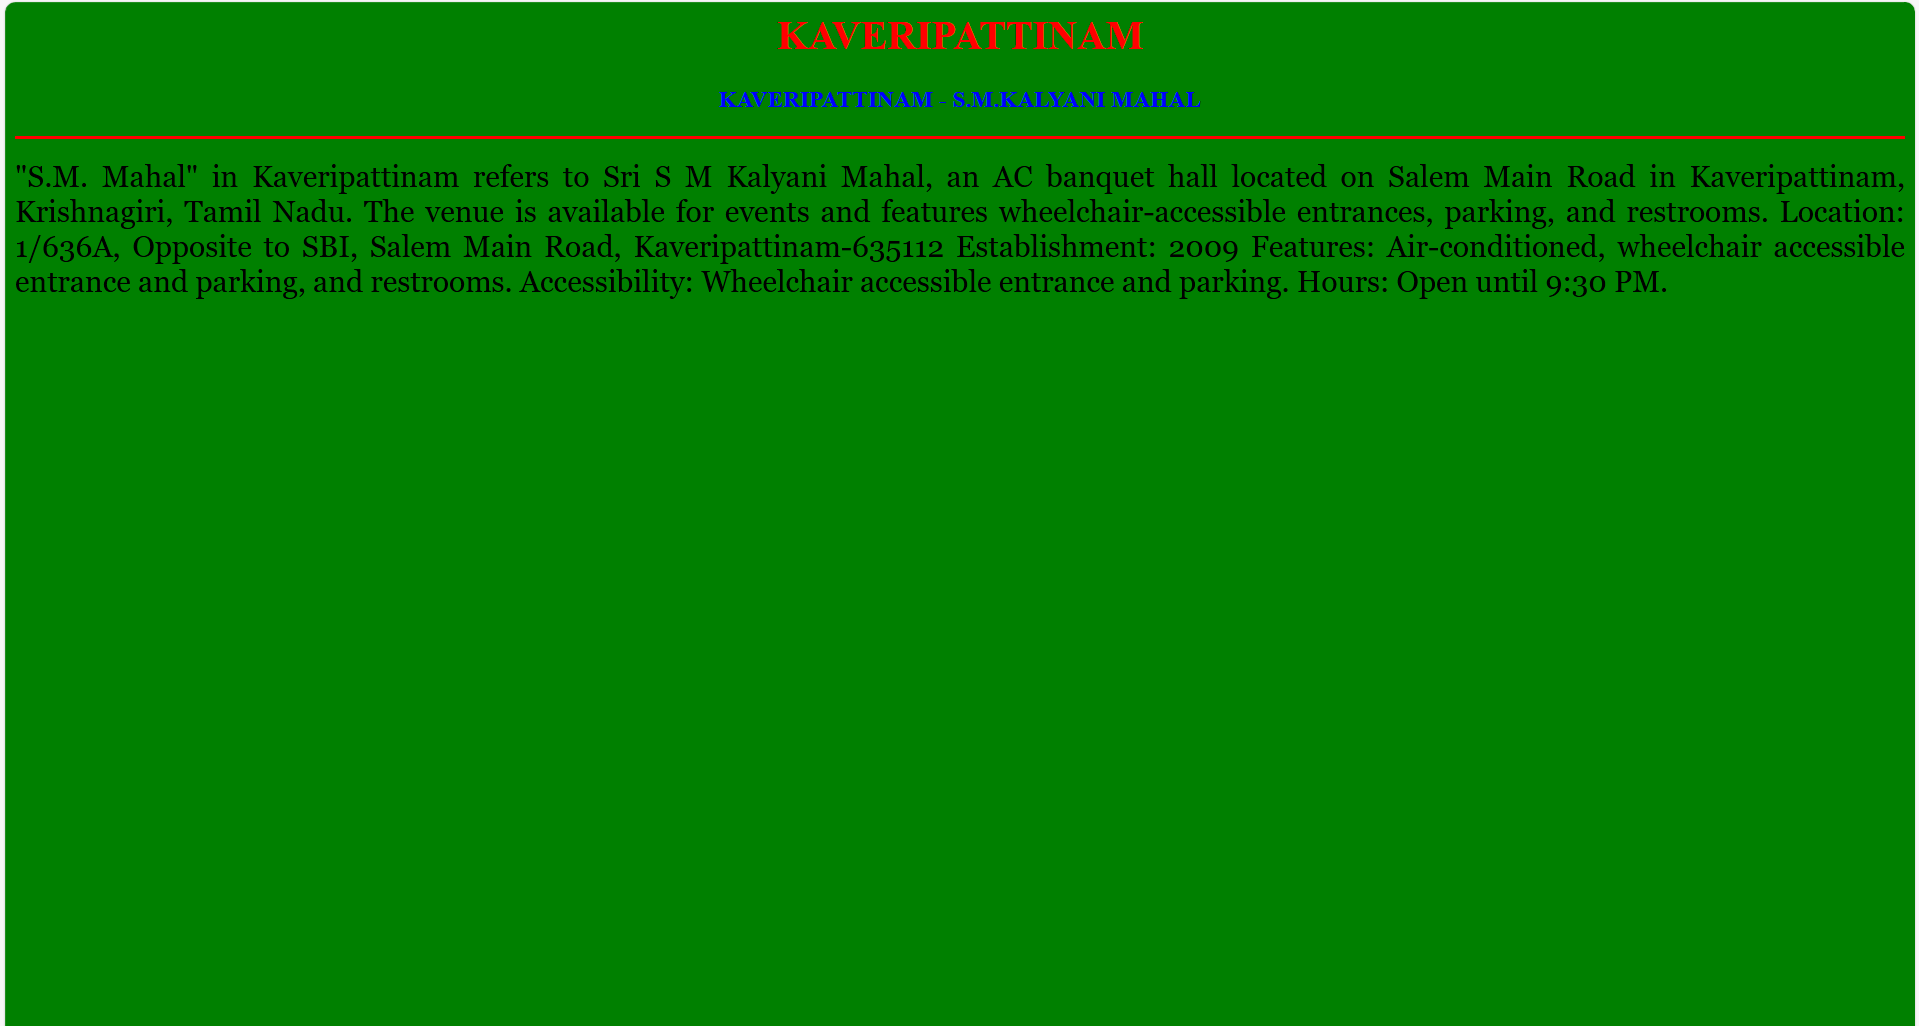 KAVERIPATTINAM
KAVERIPATTINAM - S.M.KALYANI MAHAL
"S.M. Mahal" in Kaveripattinam refers to Sri S M Kalyani Mahal, an AC banquet hall located on Salem Main Road in Kaveripattinam,
Krishnagiri, Tamil Nadu. The venue is available for events and features wheelchair-accessible entrances, parking, and restrooms. Location:
1/636A, Opposite to SBI, Salem Main Road, Kaveripattinam-635112 Establishment: 2009 Features: Air-conditioned, wheelchair accessible
entrance and parking, and restrooms. Accessibility: Wheelchair accessible entrance and parking. Hours: Open until 9:30 PM.